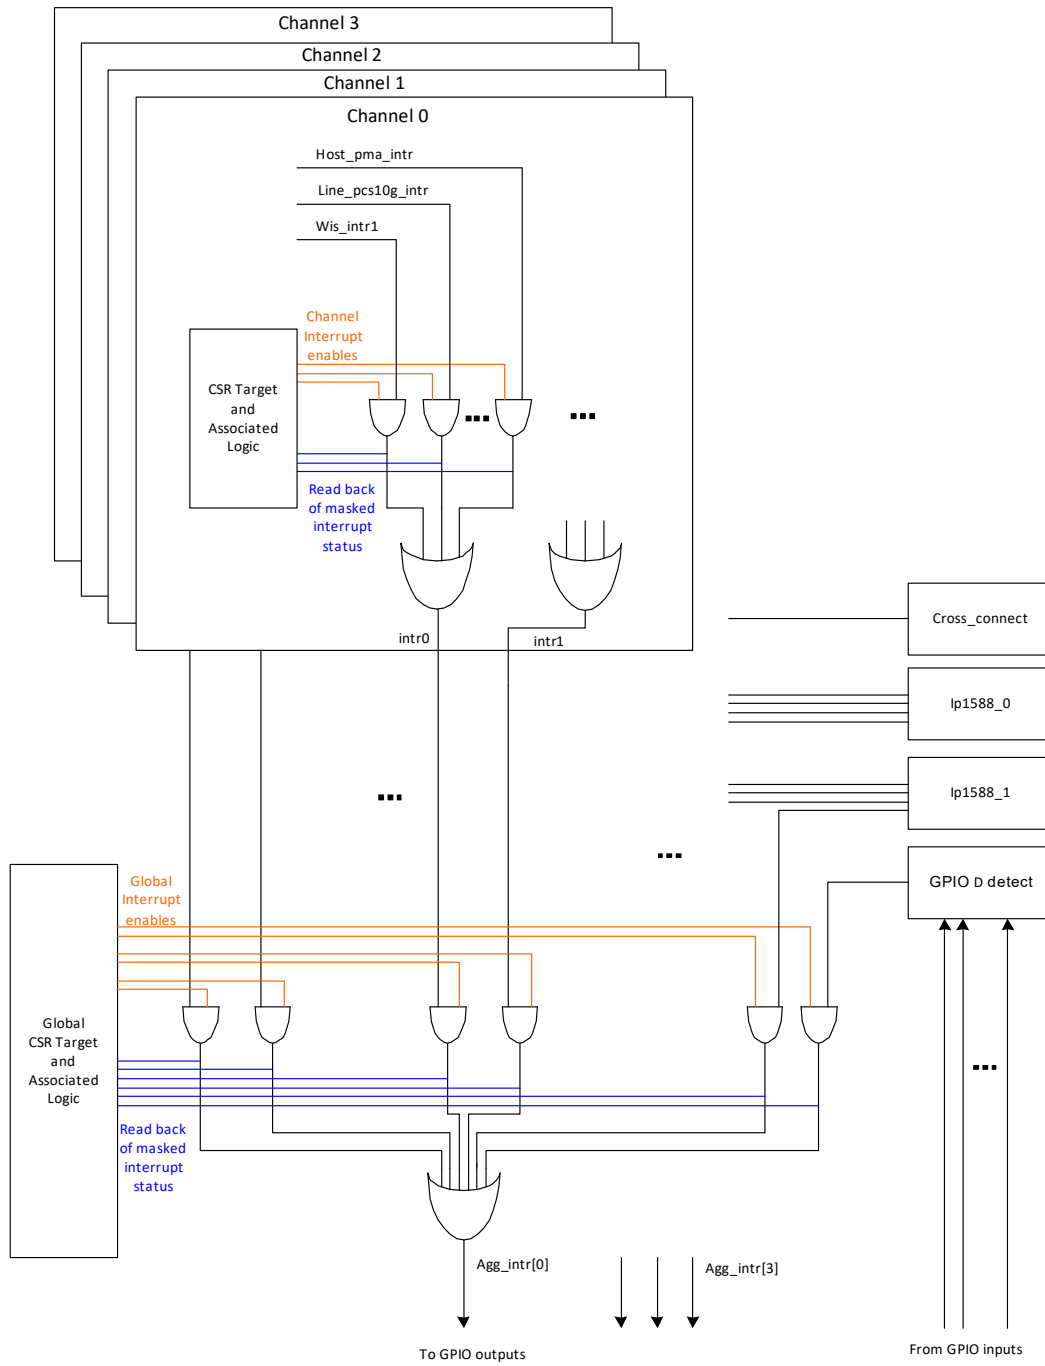 Channel 3
Channel 2
Channel 1
Channel 0
Host_pma_intr
Line_pcs10g_intr
Wis_intr1
Channel
Interrupt
enables
CSR Target
and
Associated
Logic
Read back
of masked
interrupt
status
intr0
intr1
Cross_connect
Ip1588_0
Ip1588_1
GPIO D detect
Global
Interrupt
enables
Global
CSR Target
and
Associated
Logic
Read back
of masked
interrupt
status
Agg_intr[0]
Agg_intr[3]
To GPIO outputs
From GPIO inputs